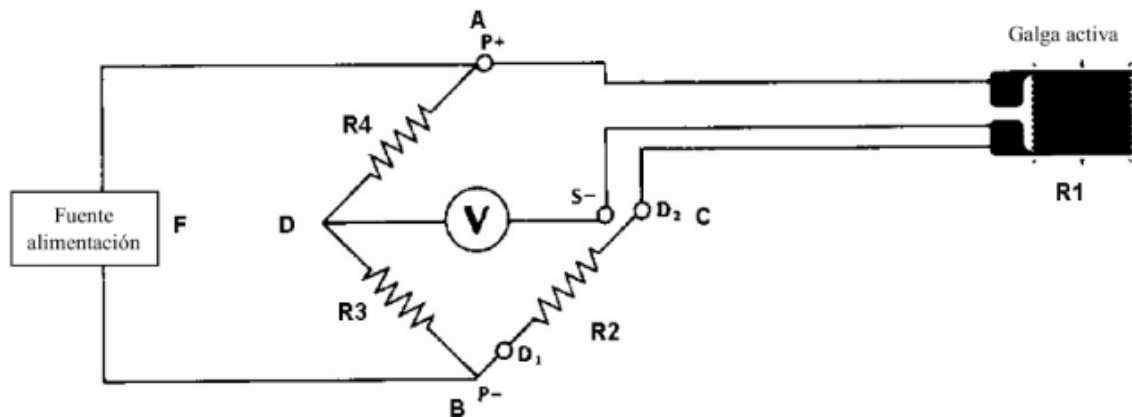 A
P+
Galga activa
R4
R1
S-
D₂
C
Fuente
alimentación
F
D
V
R3
R2
D₁
P-
B